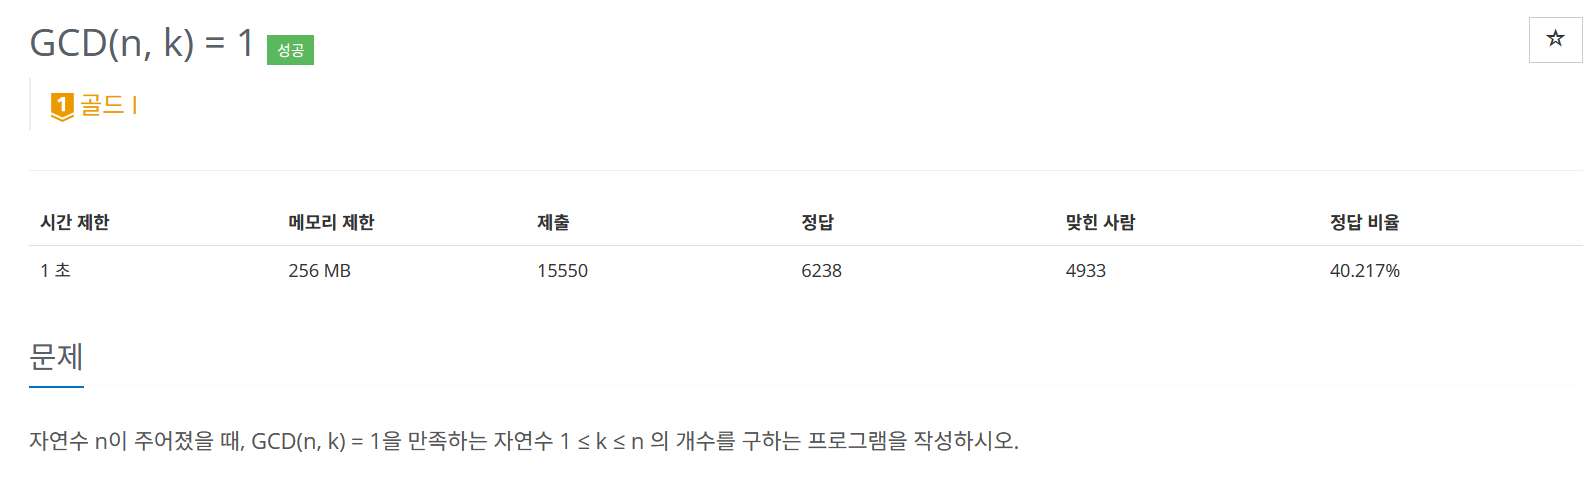 GCD(n, k) = 1 성공
☆
1 골드 I
시간 제한 메모리 제한 제출 정답 맞힌 사람 정답 비율
1 초 256 MB 15550 6238 4933 40.217%
문제
자연수 n이 주어졌을 때, GCD(n, k) = 1을 만족하는 자연수 1 ≤ k ≤ n 의 개수를 구하는 프로그램을 작성하시오.